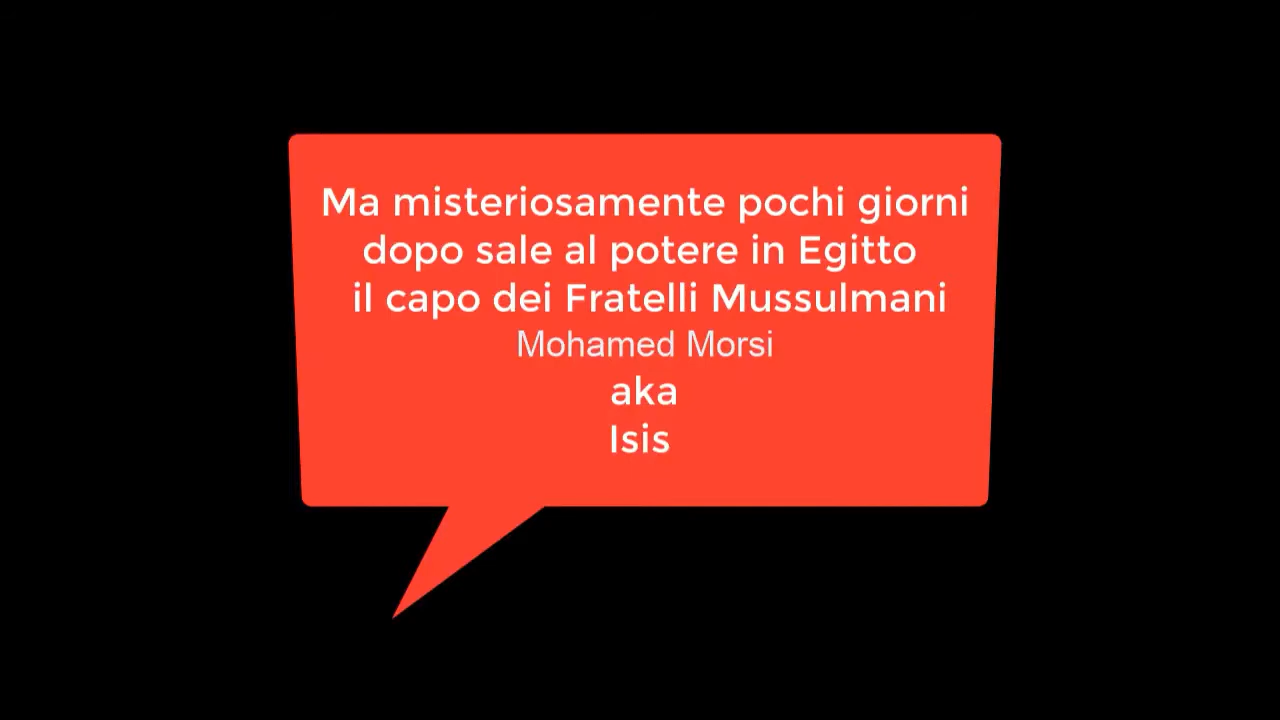 Ma misteriosamente pochi giorni
dopo sale al potere in Egitto
il capo dei Fratelli Mussulmani
Mohamed Morsi
aka
Isis